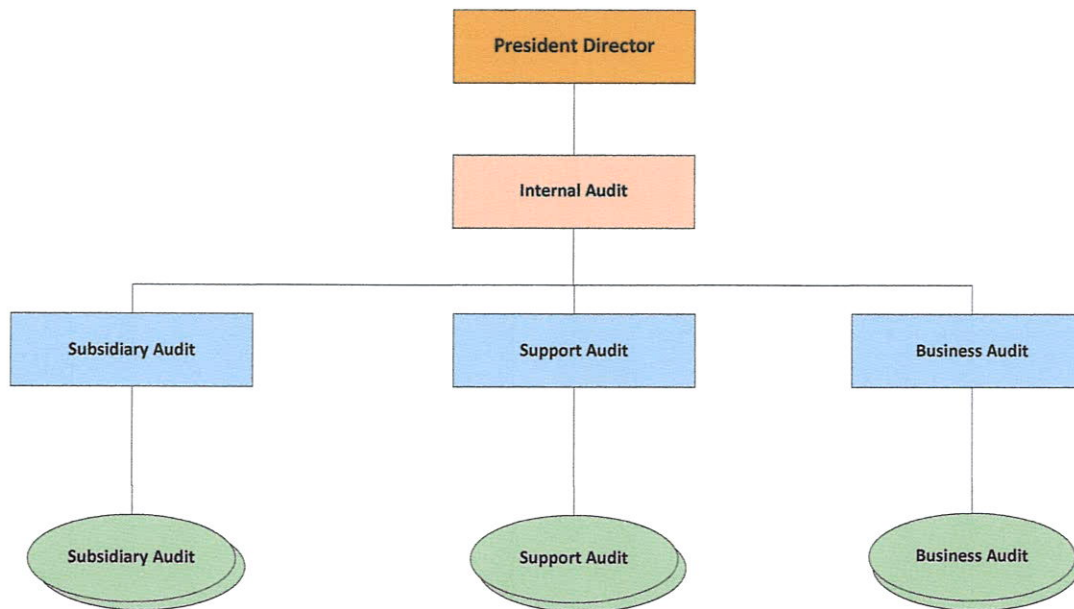 President Director
Internal Audit
Subsidiary Audit
Support Audit
Business Audit
Subsidiary Audit
Support Audit
Business Audit